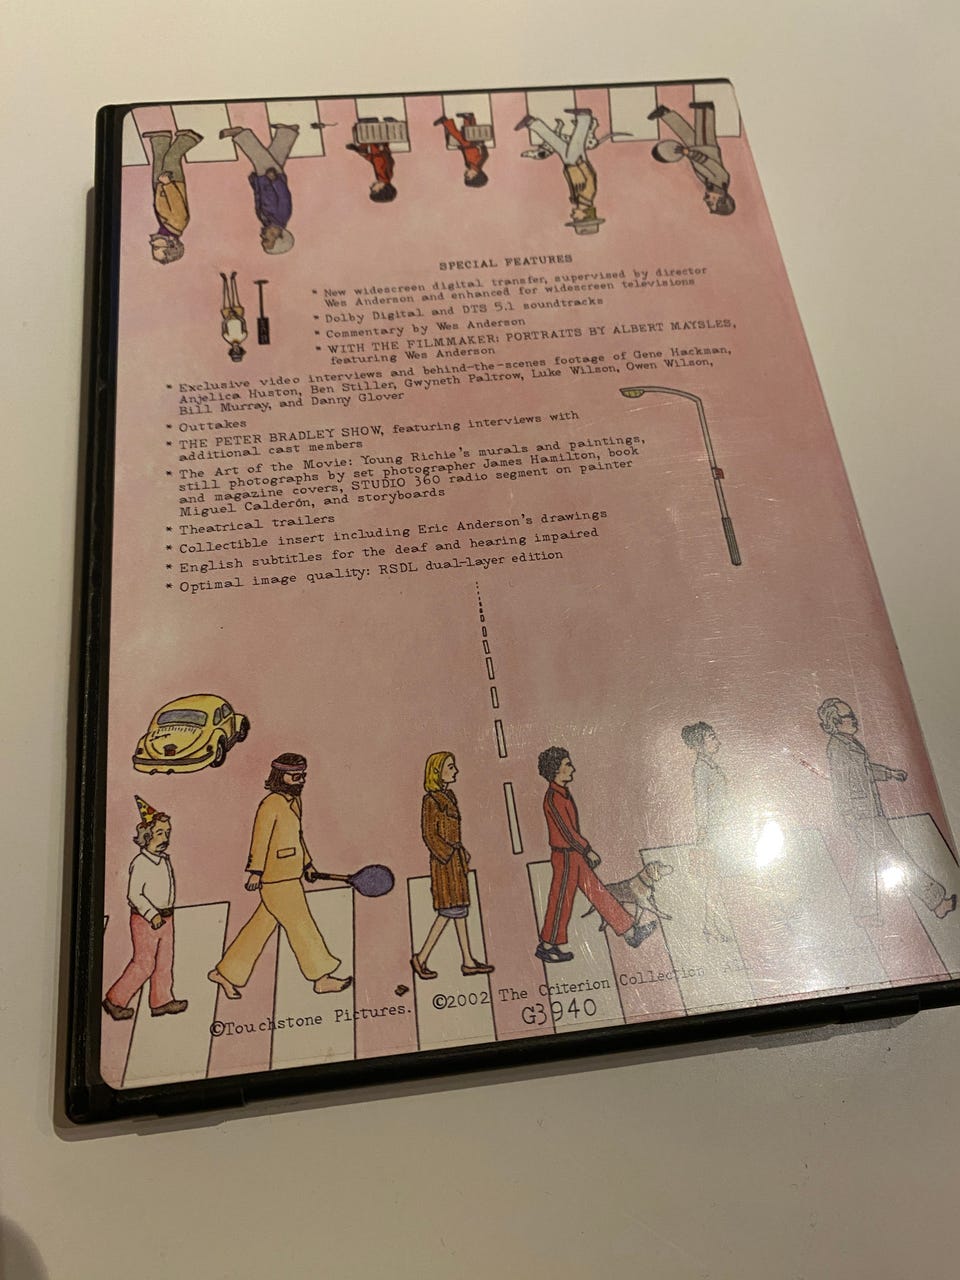 SPECIAL FEATURES
* New widescreen digital transfer, supervised by director
Wes Anderson and enhanced for widescreen televisions
* Dolby Digital and DTS 5.1 soundtracks
* Commentary by Wes Anderson
* WITH THE FILMMAKER: PORTRAITS BY ALBERT MAYSLES,
featuring Wes Anderson
* Exclusive video interviews and behind-the-scenes footage of Gene Hackman,
Anjelica Huston, Ben Stiller, Gwyneth Paltrow, Luke Wilson, Owen Wilson,
Bill Murray, and Danny Glover
* Outtakes
* THE PETER BRADLEY SHOW, featuring interviews with
additional cast members
* The Art of the Movie: Young Richie's murals and paintings,
still photographs by set photographer James Hamilton, book
and magazine covers, STUDIO 360 radio segment on painter
Miguel Calderón, and storyboards
* Theatrical trailers
* Collectible insert including Eric Anderson's drawings
* English subtitles for the deaf and hearing impaired
* Optimal image quality: RSDL dual-layer edition
©Touchstone Pictures. ©2002 The Criterion Collection
G3940